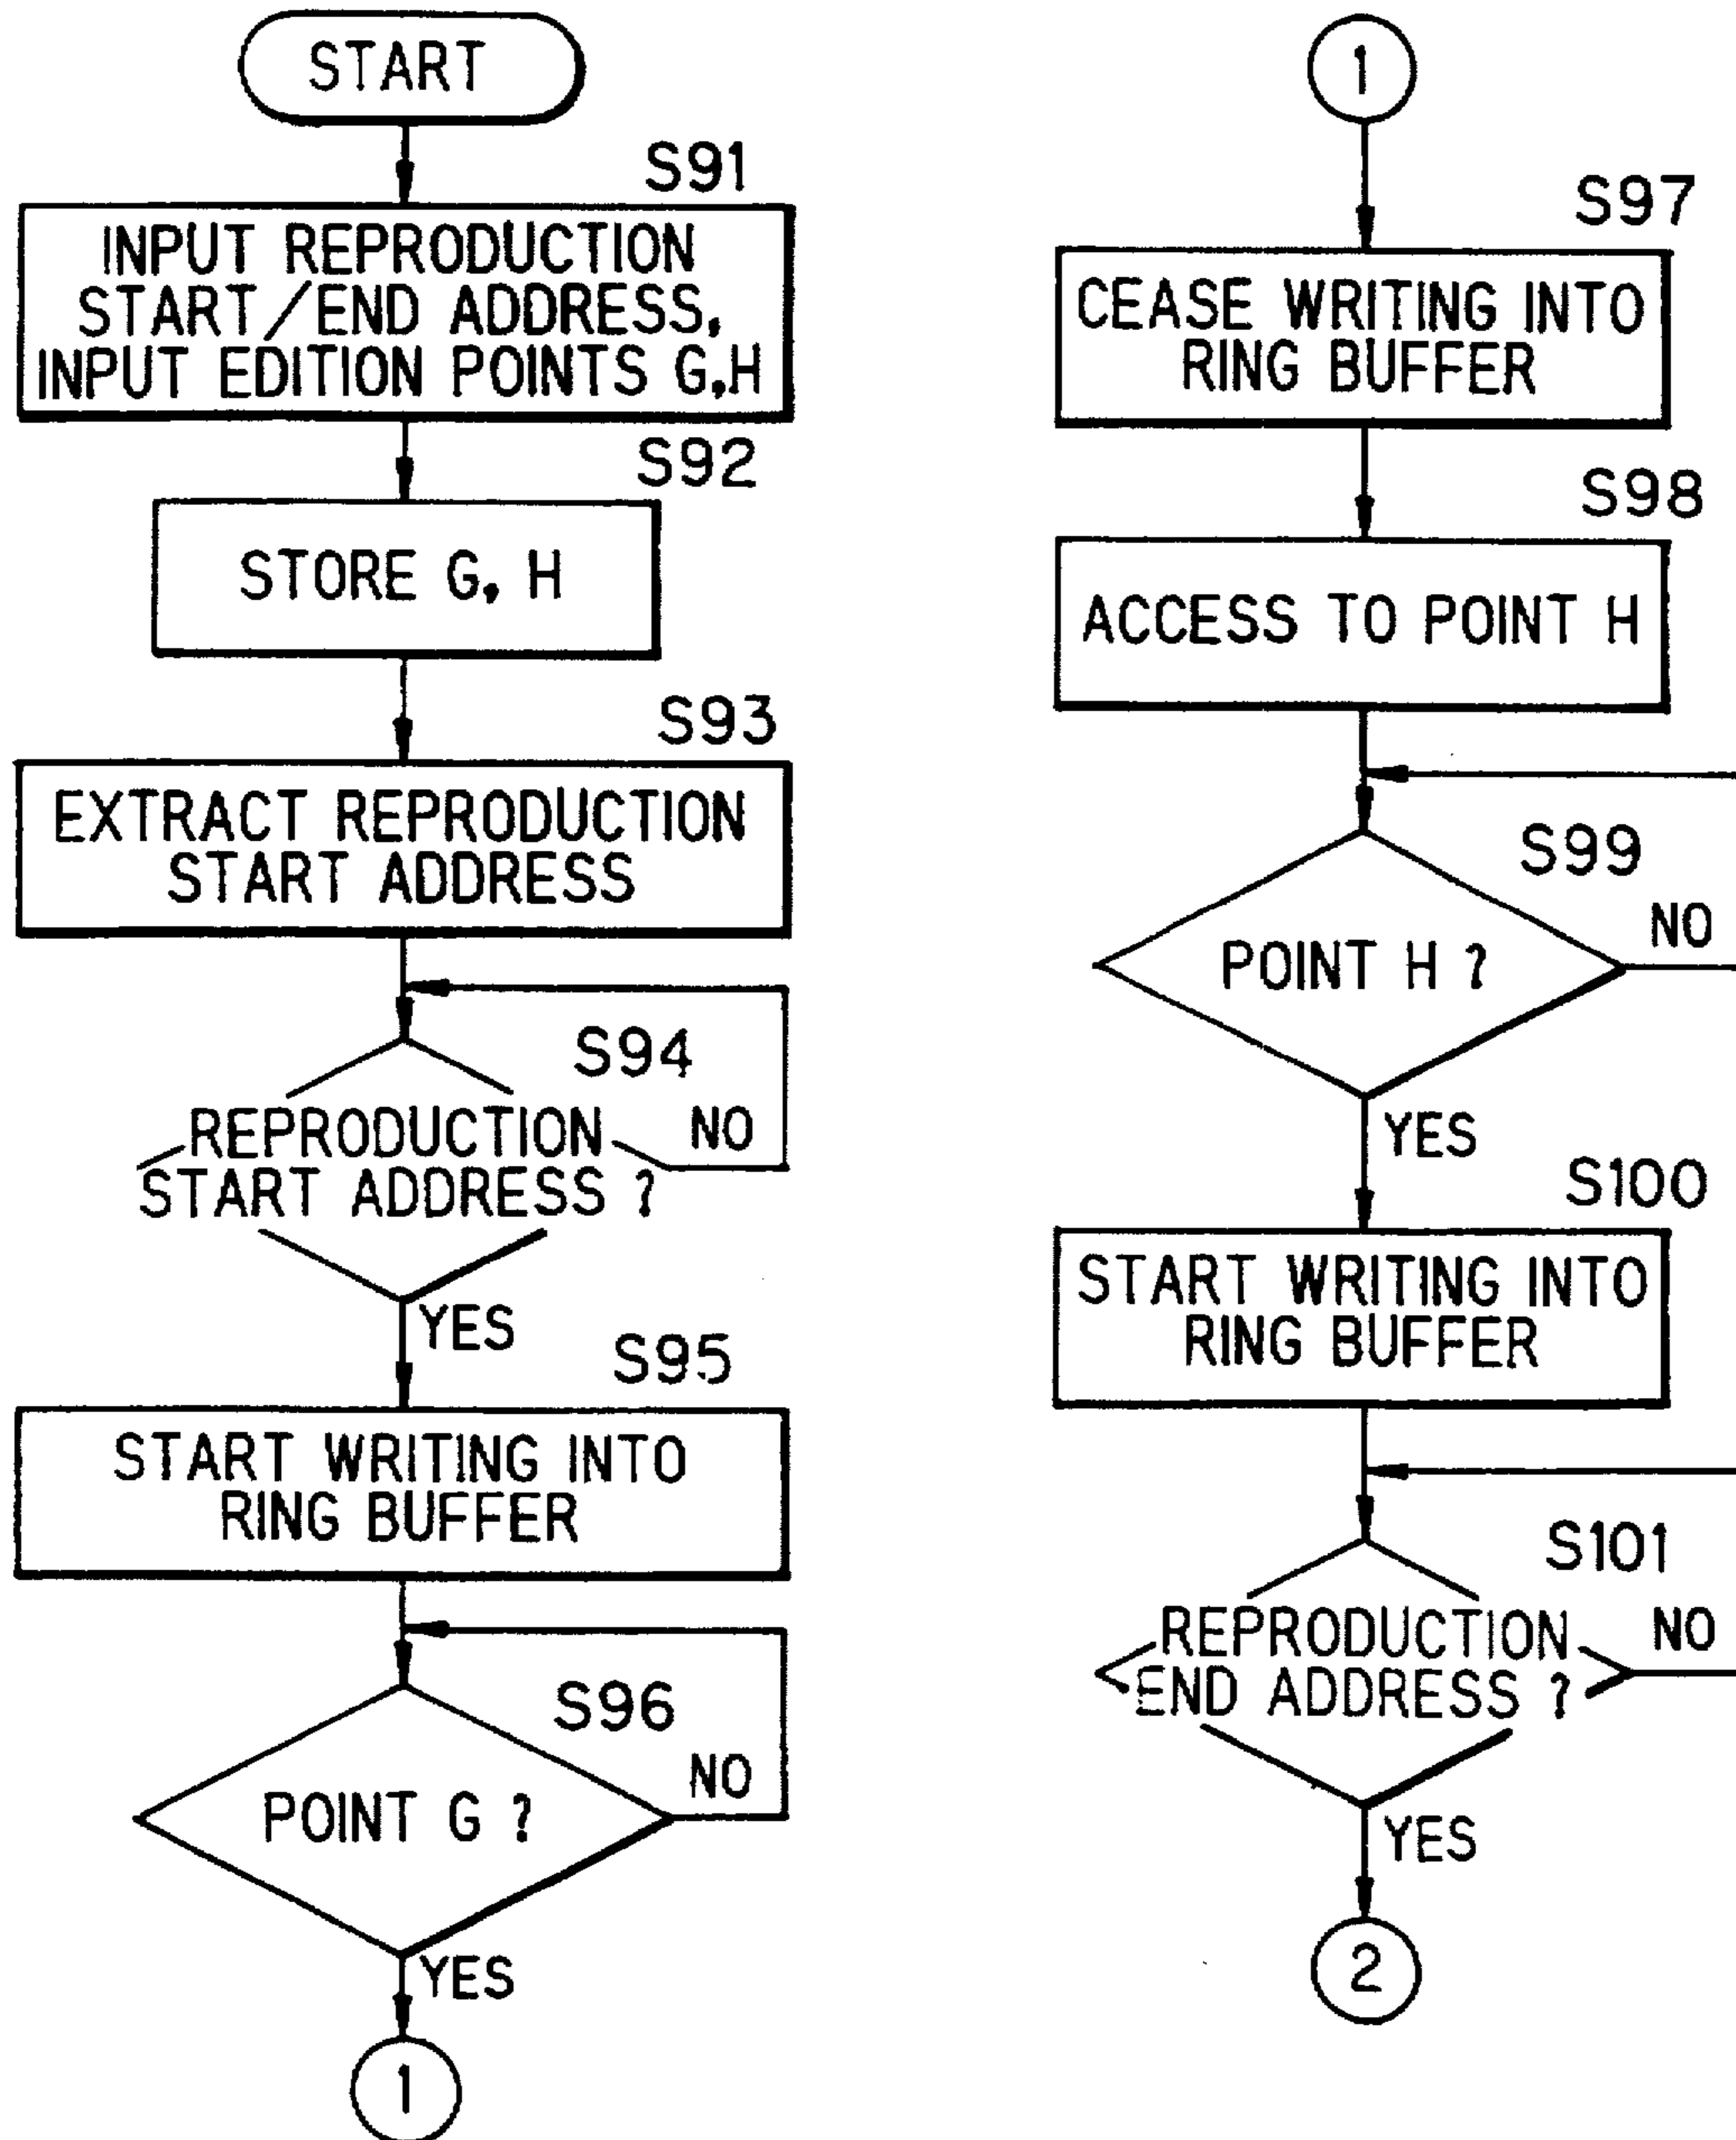 START
S91
INPUT REPRODUCTION
START/END ADDRESS,
INPUT EDITION POINTS G,H
S92
STORE G, H
S93
EXTRACT REPRODUCTION
START ADDRESS
S94
REPRODUCTION
START ADDRESS ?
NO
YES
S95
START WRITING INTO
RING BUFFER
S96
POINT G ?
NO
YES
1
1
S97
CEASE WRITING INTO
RING BUFFER
S98
ACCESS TO POINT H
S99
POINT H ?
NO
YES
S100
START WRITING INTO
RING BUFFER
S101
REPRODUCTION
END ADDRESS ?
NO
YES
2